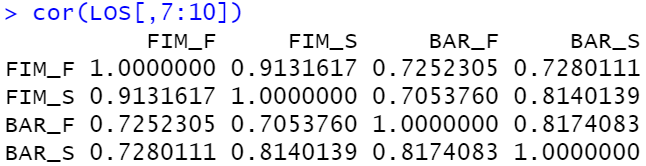 > cor(LOS[,7:10])
FIM_F FIM_S BAR_F BAR_S
FIM_F 1.0000000 0.9131617 0.7252305 0.7280111
FIM_S 0.9131617 1.0000000 0.7053760 0.8140139
BAR_F 0.7252305 0.7053760 1.0000000 0.8174083
BAR_S 0.7280111 0.8140139 0.8174083 1.0000000